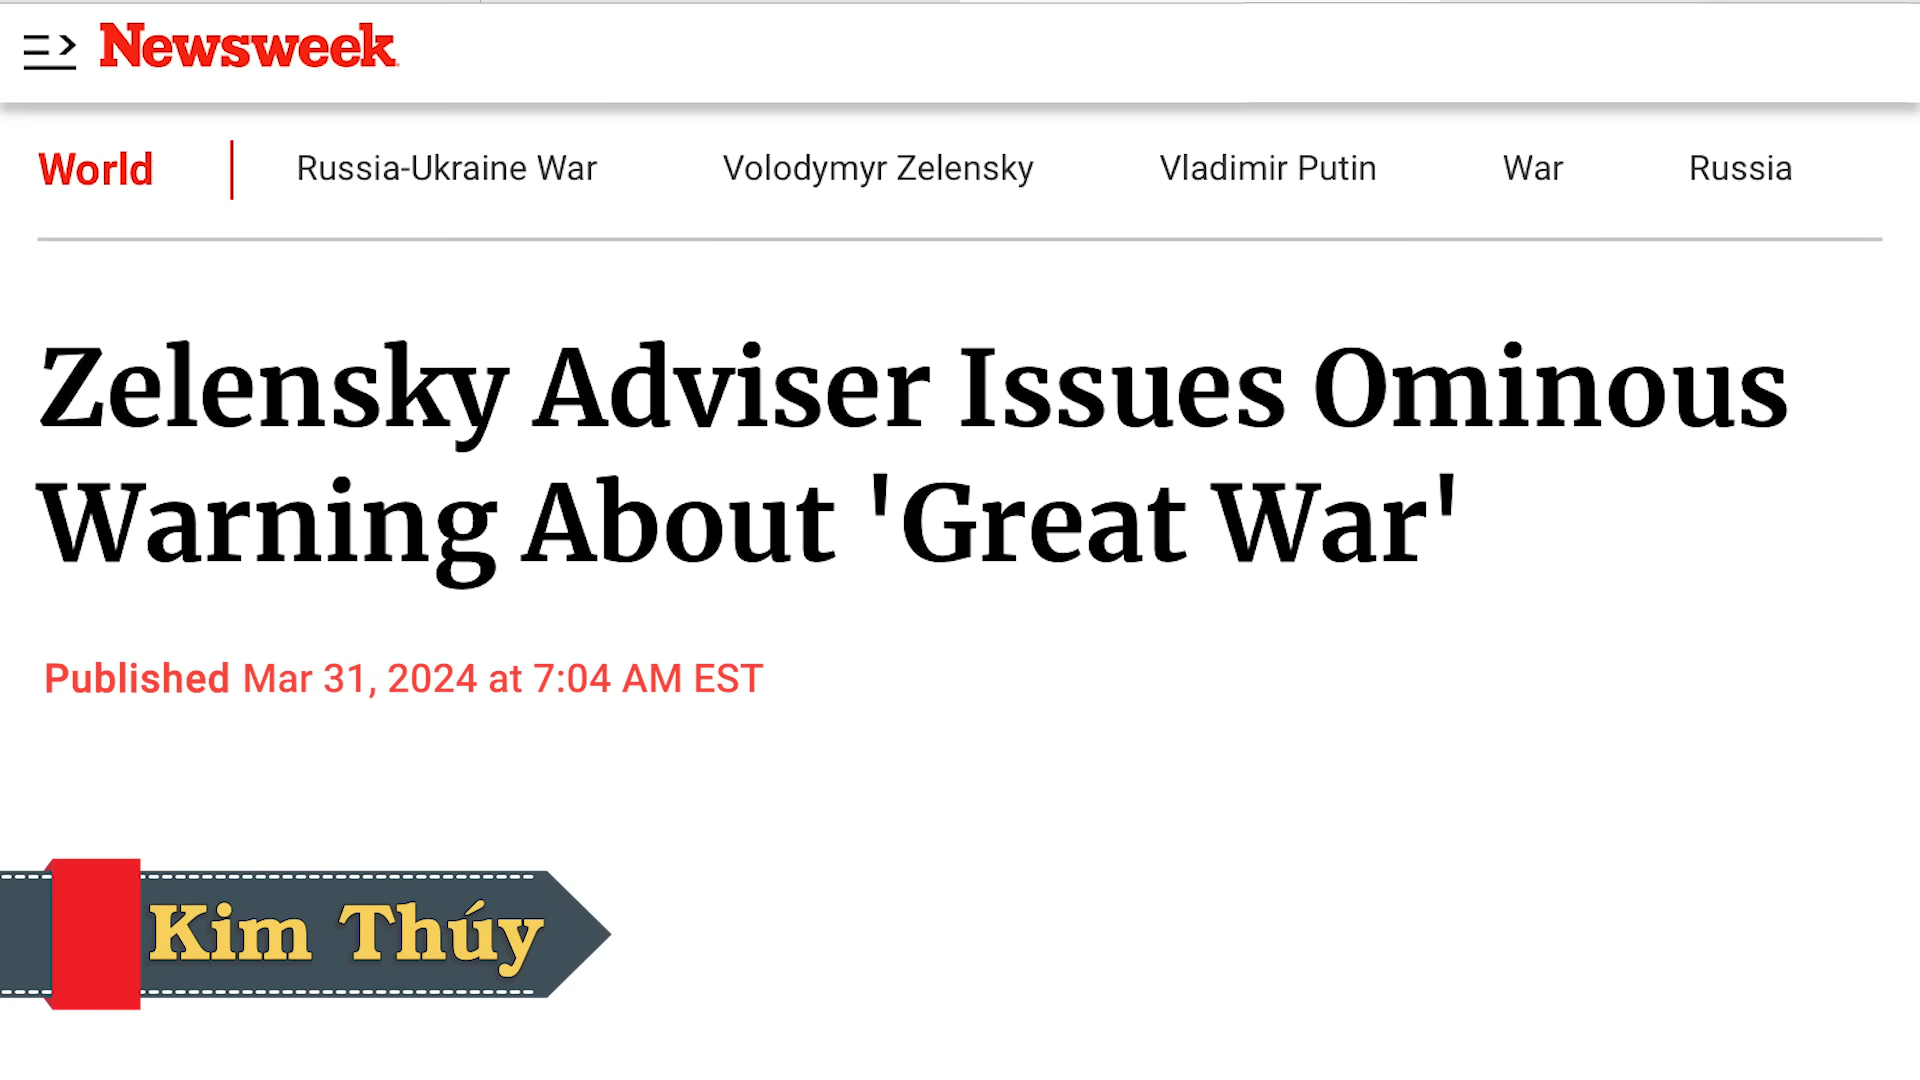 Newsweek
World Russia-Ukraine War Volodymyr Zelensky Vladimir Putin War Russia
Zelensky Adviser Issues Ominous
Warning About 'Great War'
Published Mar 31, 2024 at 7:04 AM EST
Kim Thúy